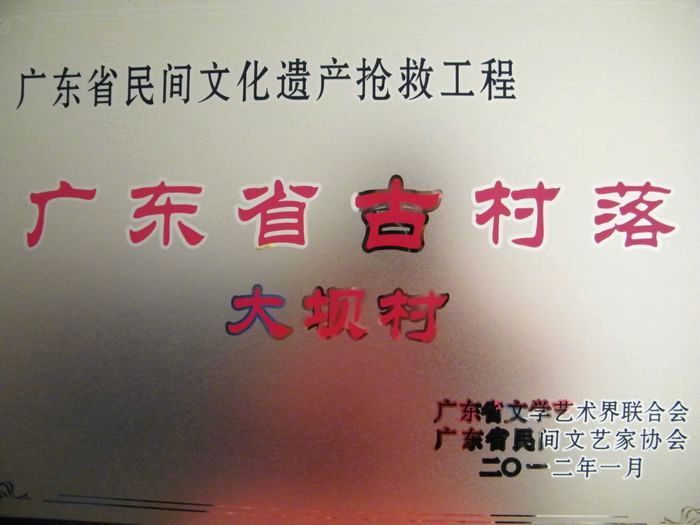 广东省民间文化遗产抢救工程
广东省古村落
大坝村
广东省文学艺术界联合会
广东省民间文艺家协会
二〇一二年一月